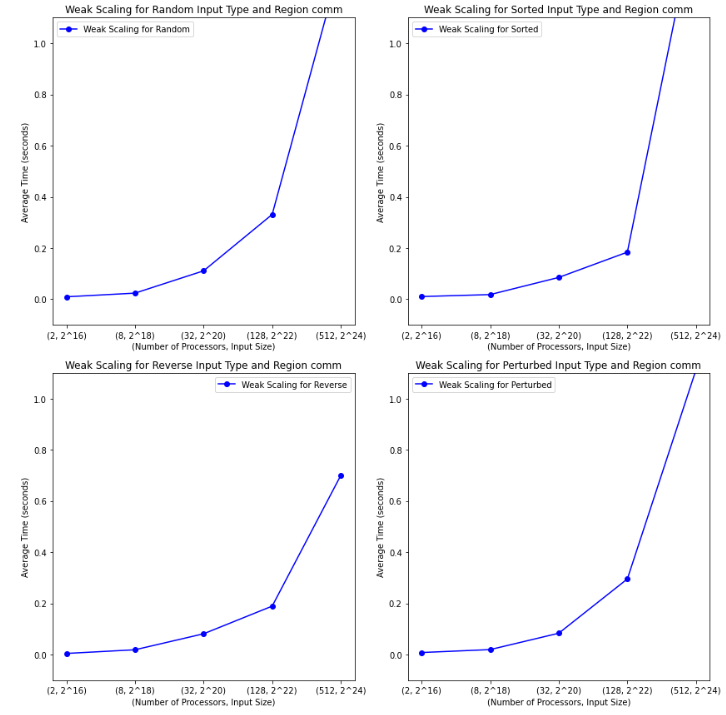 Weak Scaling for Random Input Type and Region comm
Weak Scaling for Random
Average Time (seconds)
1.0
0.8
0.6
0.4
0.2
0.0
(2, 2^16) (8, 2^18) (32, 2^20) (128, 2^22) (512, 2^24)
(Number of Processors, Input Size)
Weak Scaling for Sorted Input Type and Region comm
Weak Scaling for Sorted
Average Time (seconds)
1.0
0.8
0.6
0.4
0.2
0.0
(2, 2^16) (8, 2^18) (32, 2^20) (128, 2^22) (512, 2^24)
(Number of Processors, Input Size)
Weak Scaling for Reverse Input Type and Region comm
Weak Scaling for Reverse
Average Time (seconds)
1.0
0.8
0.6
0.4
0.2
0.0
(2, 2^16) (8, 2^18) (32, 2^20) (128, 2^22) (512, 2^24)
(Number of Processors, Input Size)
Weak Scaling for Perturbed Input Type and Region comm
Weak Scaling for Perturbed
Average Time (seconds)
1.0
0.8
0.6
0.4
0.2
0.0
(2, 2^16) (8, 2^18) (32, 2^20) (128, 2^22) (512, 2^24)
(Number of Processors, Input Size)